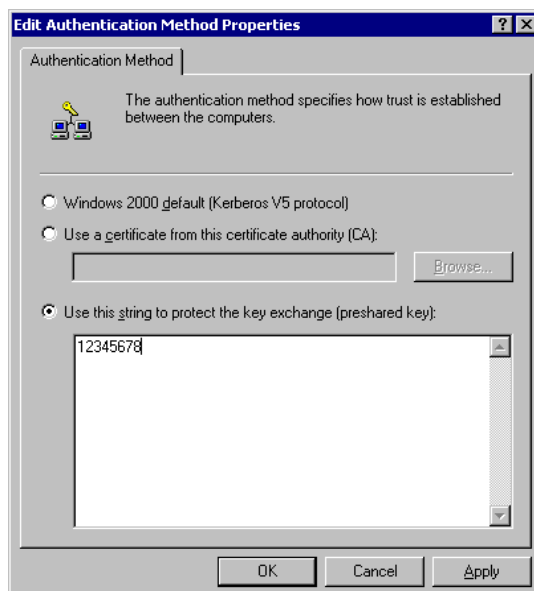 Edit Authentication Method Properties
Authentication Method
The authentication method specifies how trust is established
between the computers.
Windows 2000 default (Kerberos V5 protocol)
Use a certificate from this certificate authority (CA):
Browse...
Use this string to protect the key exchange (preshared key):
12345678
OK Cancel Apply